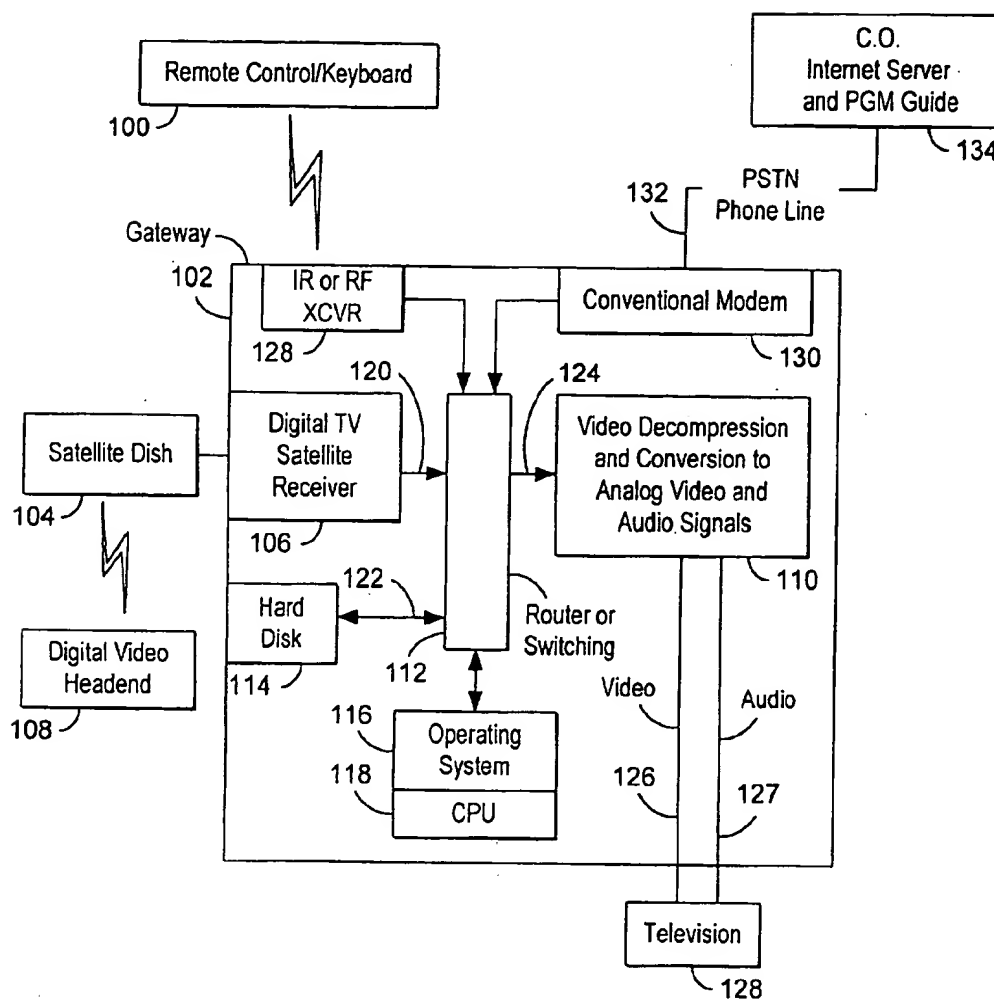 C.O.
Internet Server
and PGM Guide
134
Remote Control/Keyboard
100
132
PSTN
Phone Line
Gateway
102
IR or RF
XCVR
128
Conventional Modem
130
120
124
Satellite Dish
104
Digital TV
Satellite
Receiver
106
Video Decompression
and Conversion to
Analog Video and
Audio Signals
110
122
Hard
Disk
114
112
Router or
Switching
Digital Video
Headend
108
Video
Audio
116
Operating
System
118
CPU
126
127
Television
128